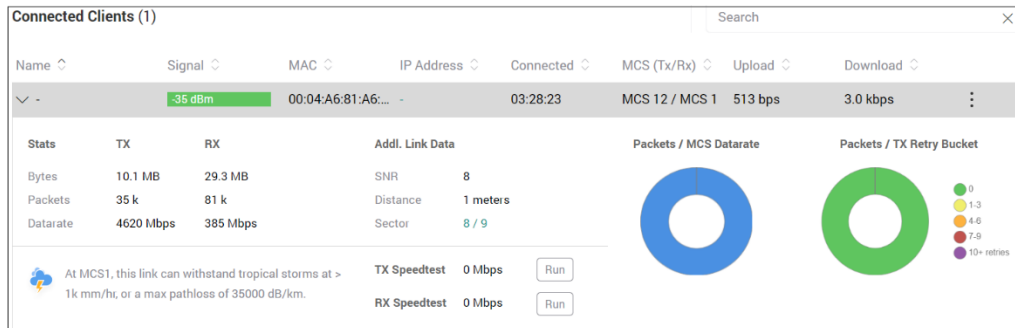 Connected Clients (1)
Search
Name Signal MAC IP Address Connected MCS (Tx/Rx) Upload Download
- -35 dBm 00:04:A6:81:A6:... - 03:28:23 MCS 12 / MCS 1 513 bps 3.0 kbps
Stats TX RX Addl. Link Data Packets / MCS Datarate Packets / TX Retry Bucket
Bytes 10.1 MB 29.3 MB SNR 8
Packets 35 k 81 k Distance 1 meters
Datarate 4620 Mbps 385 Mbps Sector 8 / 9
0
1-3
4-6
7-9
10+ retries
At MCS1, this link can withstand tropical storms at >
1k mm/hr, or a max pathloss of 35000 dB/km.
TX Speedtest 0 Mbps Run
RX Speedtest 0 Mbps Run